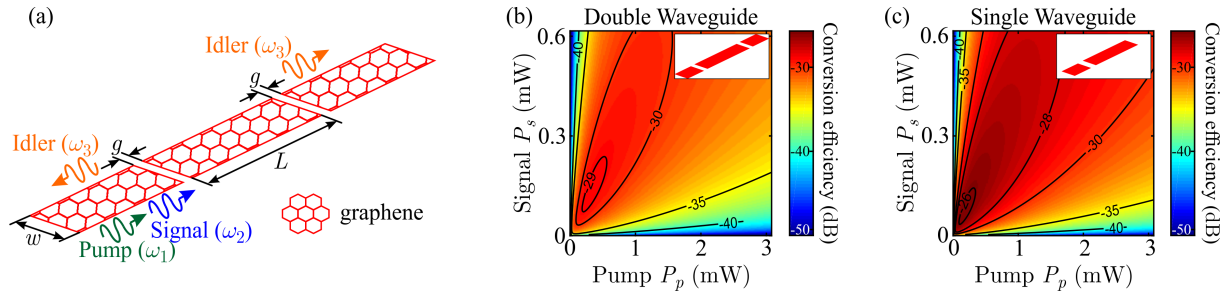 (a)
Idler (ω₃)
g
Idler (ω₃)
g
L
w
Pump (ω₁)
Signal (ω₂)
graphene
(b)
Double Waveguide
Signal Pₛ (mW)
0.6
0.3
0
0
1
2
3
Pump Pₚ (mW)
-40
-30
-29
-35
-40
-30
-40
-50
Conversion efficiency (dB)
(c)
Single Waveguide
Signal Pₛ (mW)
0.6
0.3
0
0
1
2
3
Pump Pₚ (mW)
-40
-35
-28
-30
-26
-35
-40
-30
-40
-50
Conversion efficiency (dB)